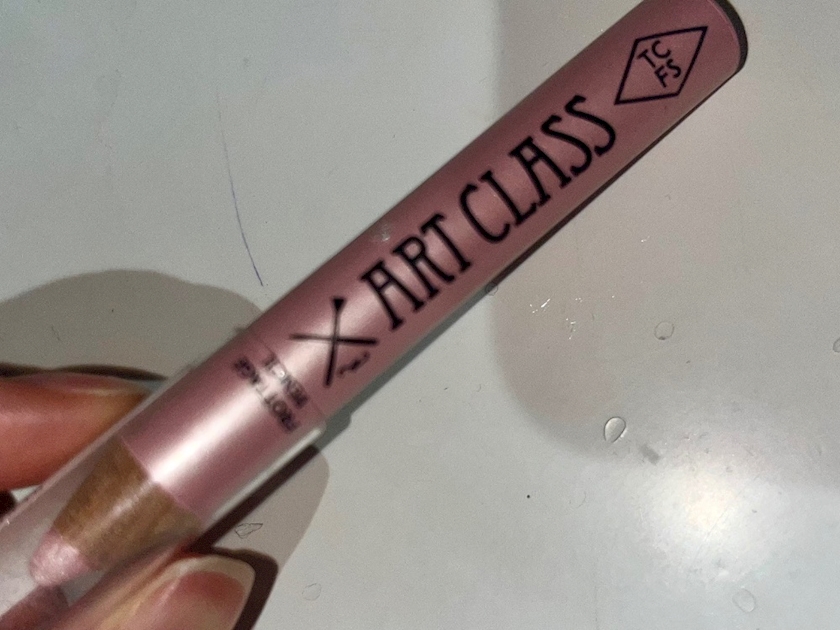 ART CLASS
TC
FS
FROTTAGE
PENCIL